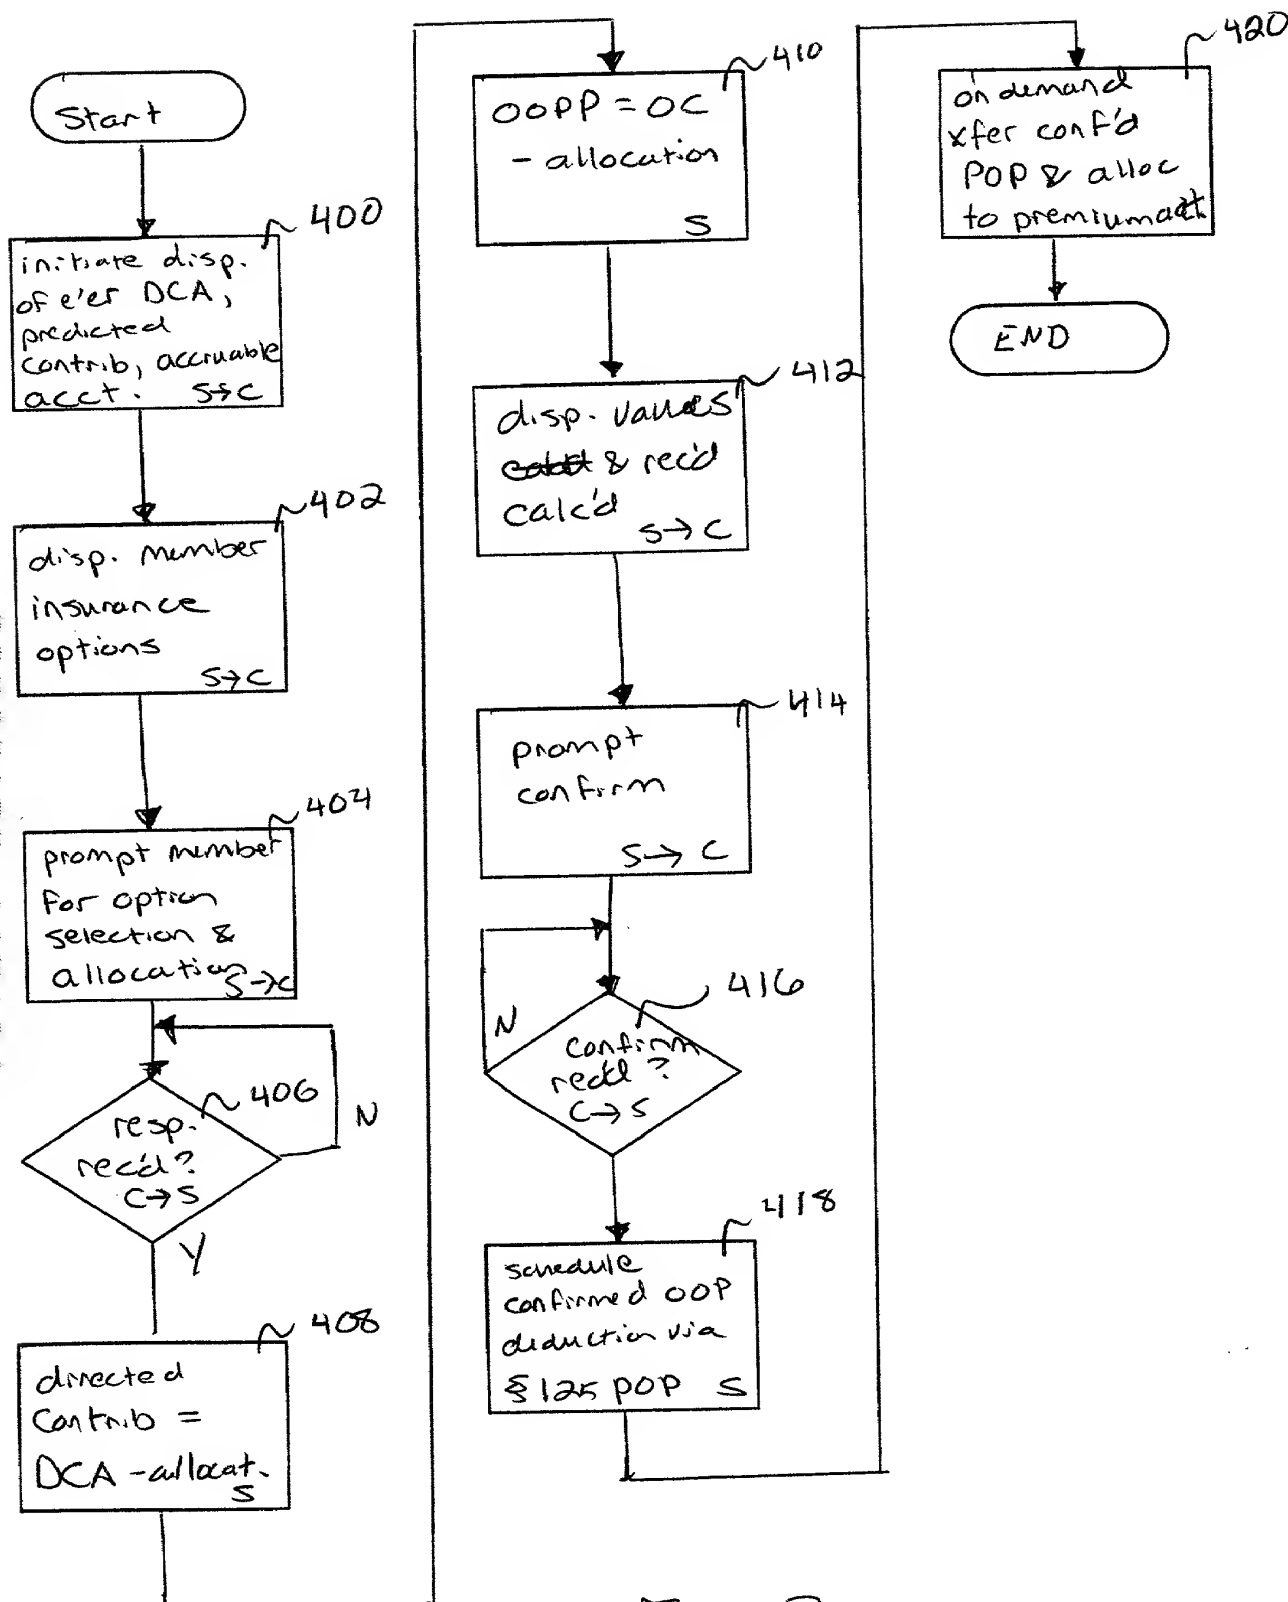 Start
400
initiate disp.
of e'er DCA,
predicted
contrib, accruable
acct. S→C
402
disp. member
insurance
options
S→C
404
prompt member
for option
selection &
allocation
S→C
406
resp.
rec'd?
C→S
N
Y
408
directed
Contrib =
DCA - allocat.
S
410
OOPP = OC
- allocation
S
412
disp. values
& rec'd
calc'd
S→C
414
prompt
confirm
S→C
416
confirm
rec'd?
C→S
N
418
schedule
confirmed OOP
deduction via
§125 POP S
420
on demand
xfer conf'd
POP & alloc
to premium acct.
END